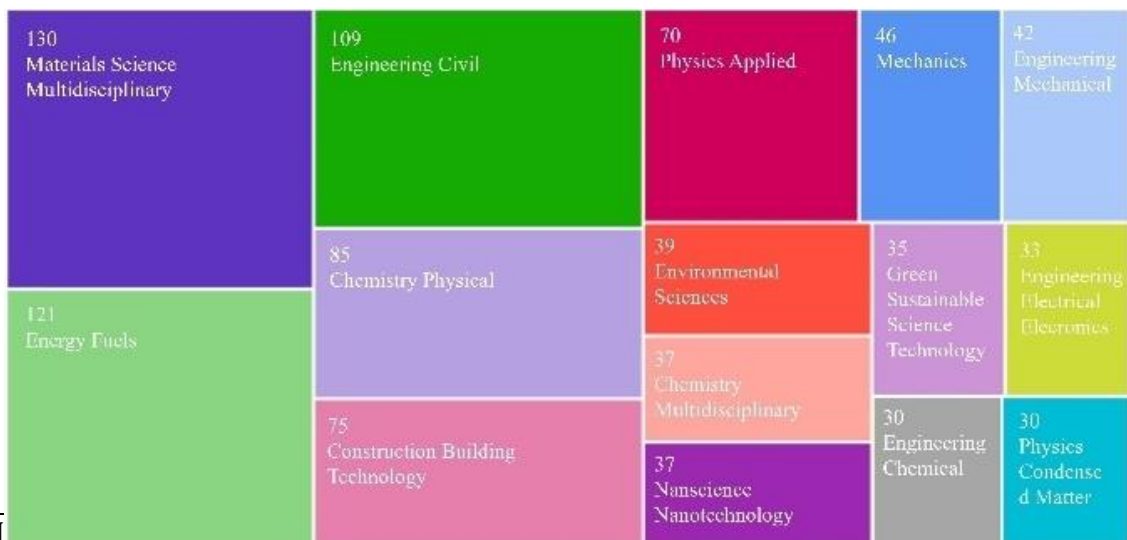 130
Materials Science
Multidisciplinary
109
Engineering Civil
70
Physics Applied
46
Mechanics
42
Engineering
Mechanical
85
Chemistry Physical
39
Environmental
Sciences
35
Green
Sustainable
Science
Technology
33
Engineering
Electrical
Elecronics
121
Energy Fuels
37
Chemistry
Multidisciplinary
75
Construction Building
Technology
30
Engineering
Chemical
30
Physics
Condense
d Matter
37
Nanscience
Nanotechnology